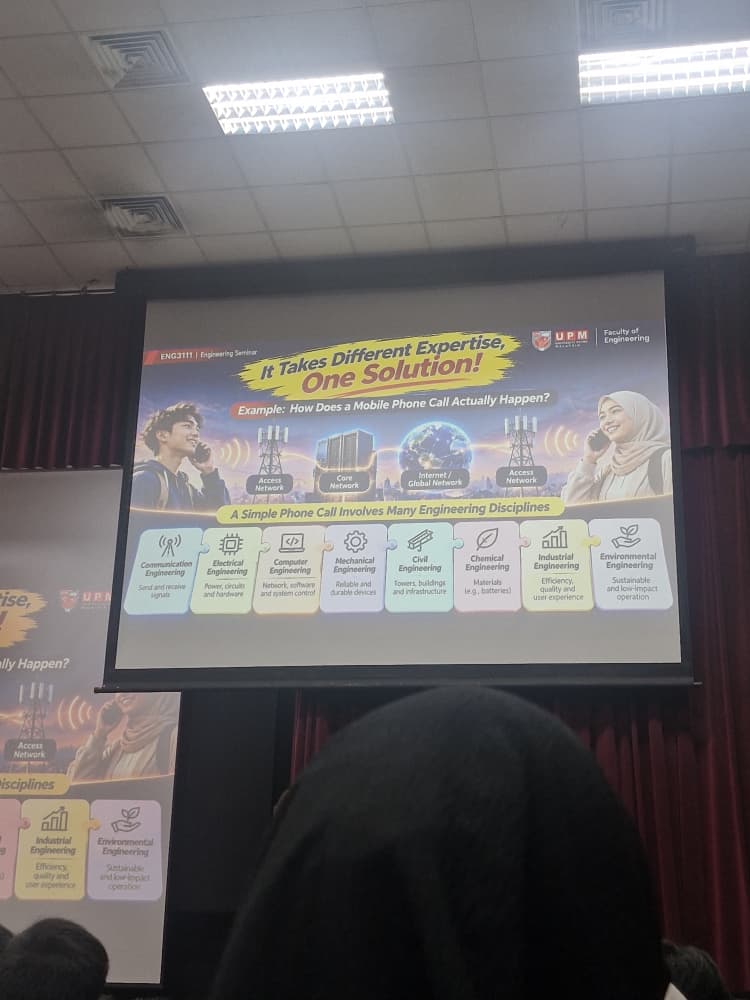 ENG3111 | Engineering Seminar
It Takes Different Expertise,
One Solution!
UPM
Faculty of
Engineering
Example: How Does a Mobile Phone Call Actually Happen?
Access
Network
Core
Network
Internet /
Global Network
Access
Network
A Simple Phone Call Involves Many Engineering Disciplines
Communication
Engineering
Send and receive
signals
Electrical
Engineering
Power, circuits
and hardware
Computer
Engineering
Network, software
and system control
Mechanical
Engineering
Reliable and
durable devices
Civil
Engineering
Towers, buildings
and infrastructure
Chemical
Engineering
Materials
(e.g., batteries)
Industrial
Engineering
Efficiency,
quality and
user experience
Environmental
Engineering
Sustainable
and low-impact
operation
tise,
!
UPM
ally Happen?
Access
Network
Disciplines
ng
s)
Industrial
Engineering
Efficiency,
quality and
user experience
Environmental
Engineering
Sustainable
and low-impact
operation